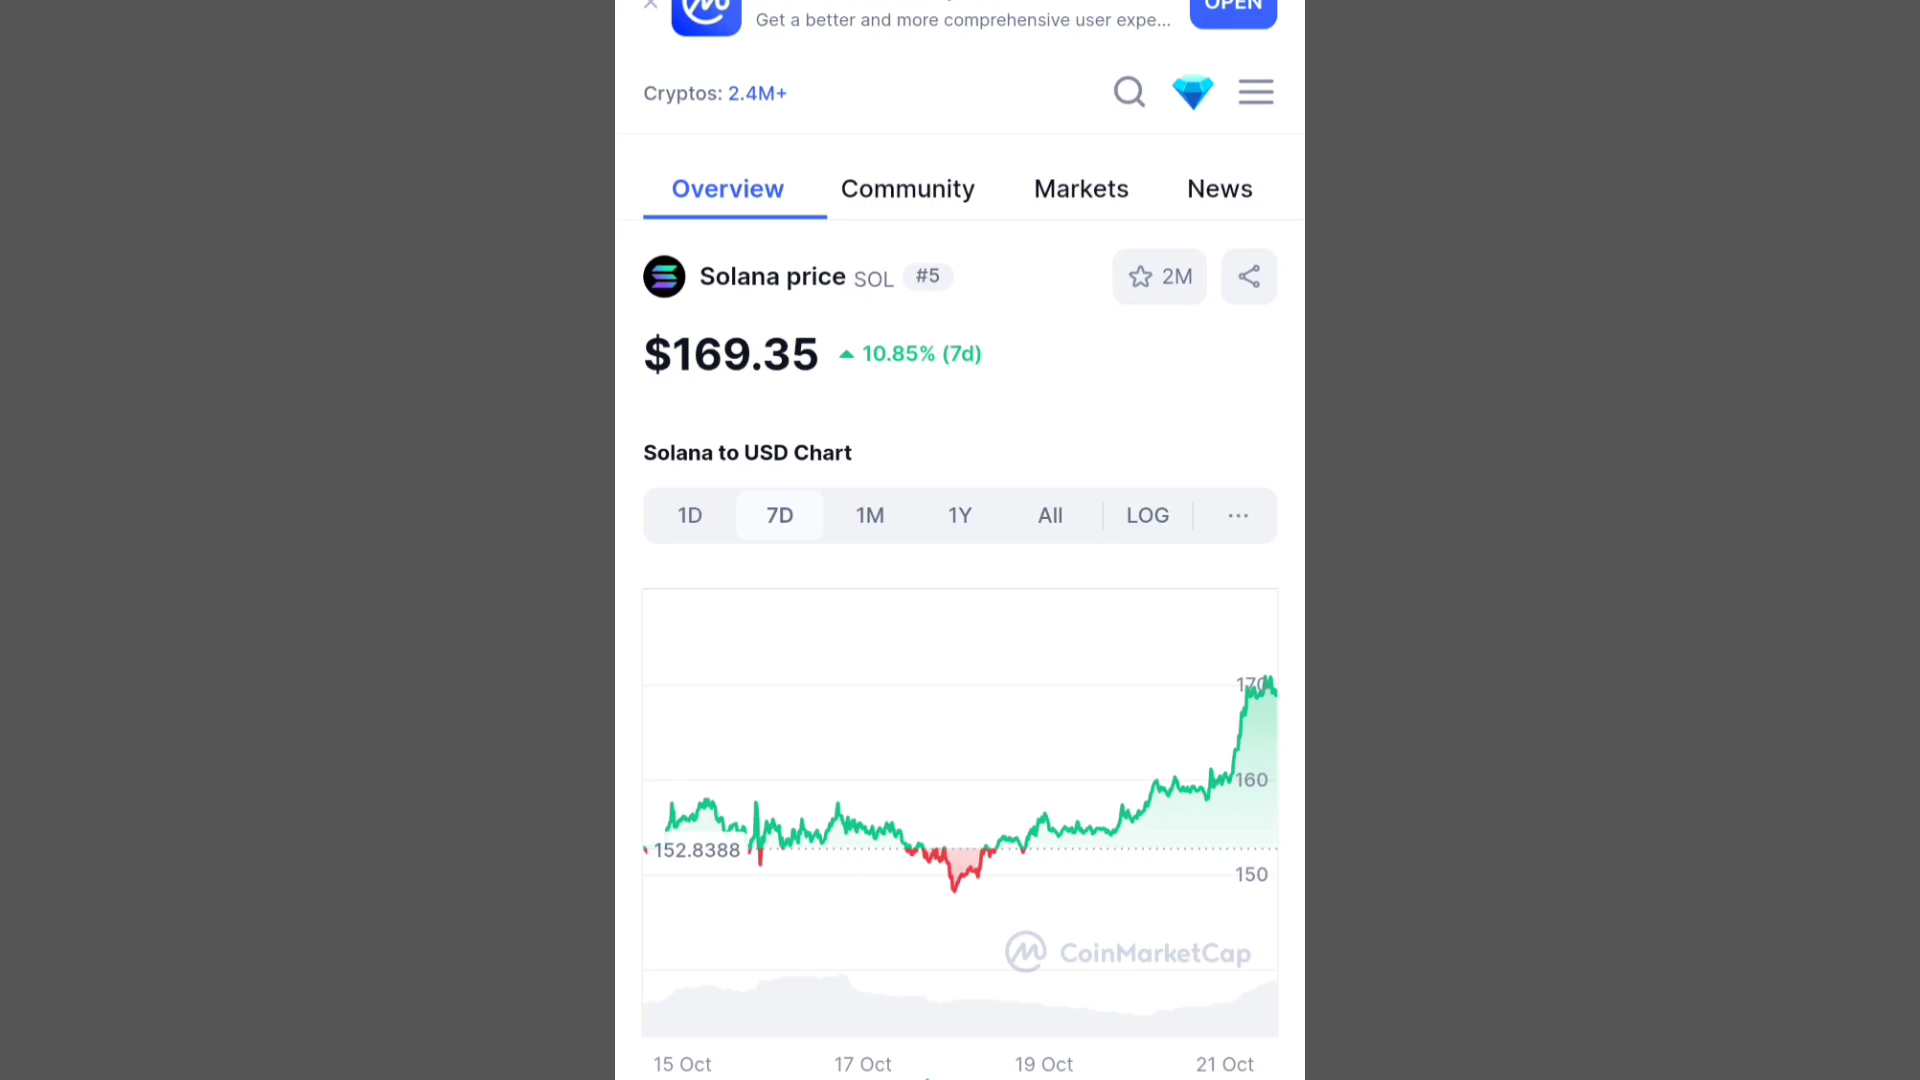 OPEN
Get a better and more comprehensive user expe...
Cryptos: 2.4M+
Overview Community Markets News
Solana price SOL #5 2M
$169.35 10.85% (7d)
Solana to USD Chart
1D 7D 1M 1Y All LOG ...
170
160
152.8388
150
CoinMarketCap
15 Oct 17 Oct 19 Oct 21 Oct